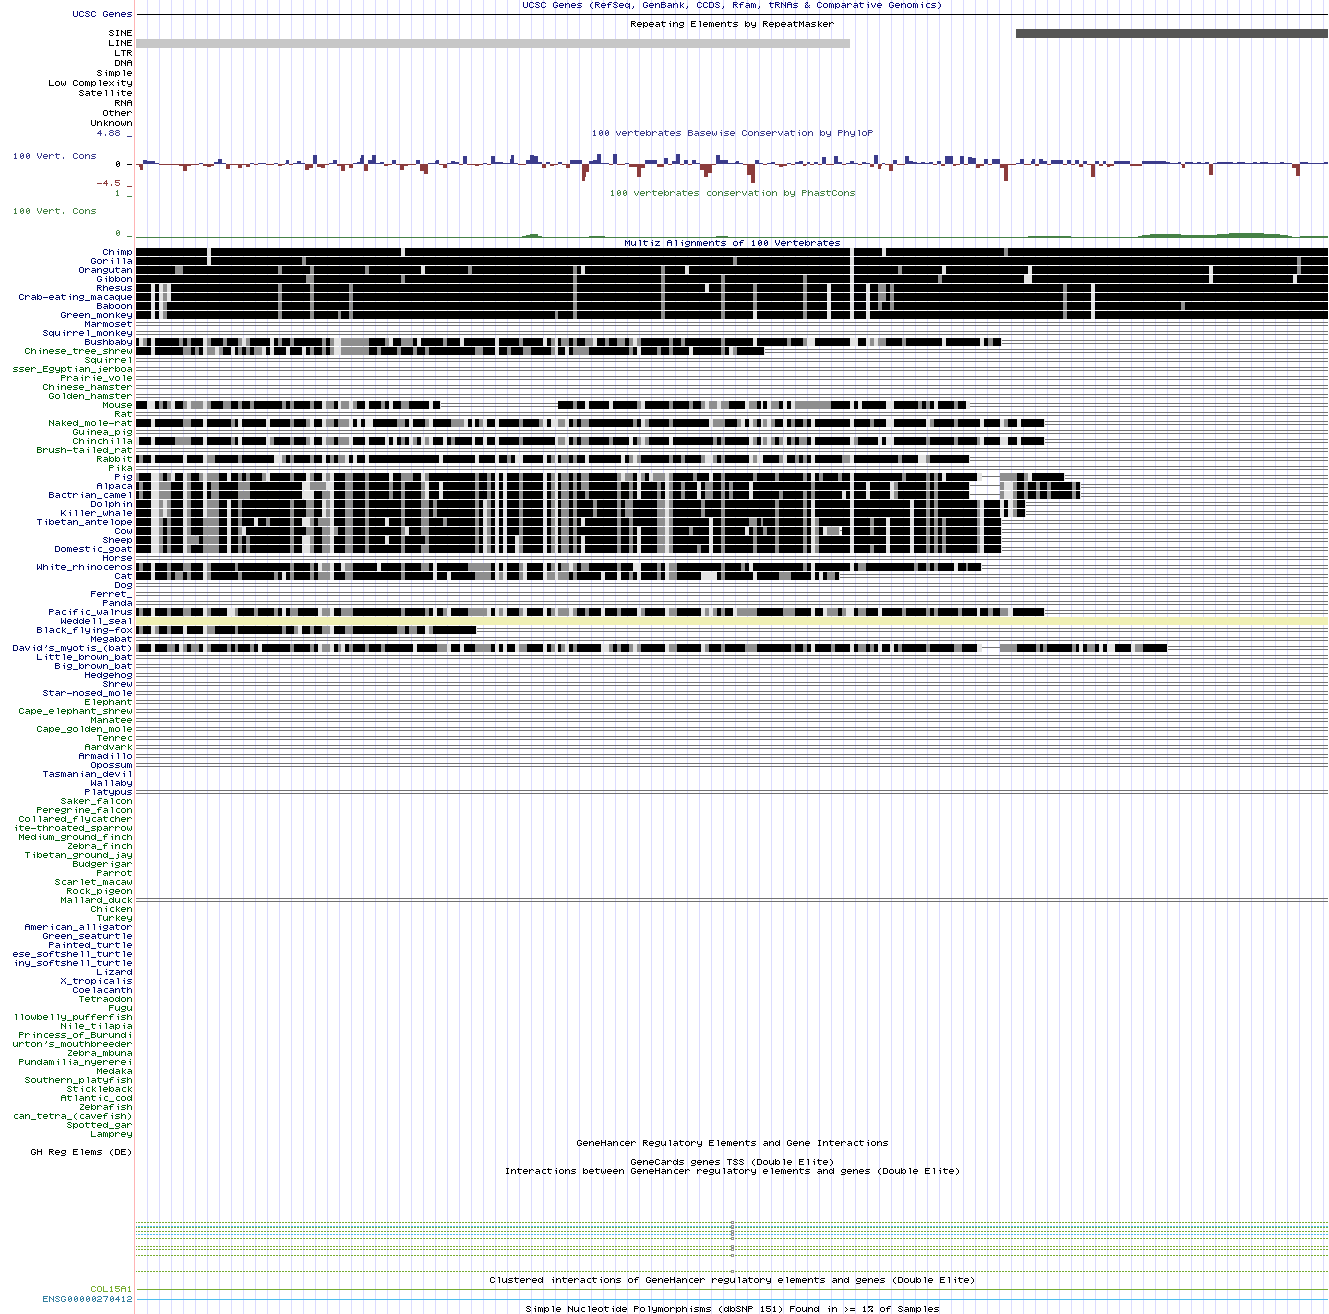 UCSC Genes (RefSeq, GenBank, CCDS, Rfam, tRNAs & Comparative Genomics)
UCSC Genes
Repeating Elements by RepeatMasker
SINE
LINE
LTR
DNA
Simple
Low Complexity
Satellite
RNA
Other
Unknown
4.88 _
100 vertebrates Basewise Conservation by PhyloP
100 Vert. Cons
0 _
-4.5 _
1 _
100 vertebrates conservation by PhastCons
100 Vert. Cons
0 _
Multiz Alignments of 100 Vertebrates
Chimp
Gorilla
Orangutan
Gibbon
Rhesus
Crab-eating_macaque
Baboon
Green_monkey
Marmoset
Squirrel_monkey
Bushbaby
Chinese_tree_shrew
Squirrel
sser_Egyptian_jerboa
Prairie_vole
Chinese_hamster
Golden_hamster
Mouse
Rat
Naked_mole-rat
Guinea_pig
Chinchilla
Brush-tailed_rat
Rabbit
Pika
Pig
Alpaca
Bactrian_camel
Dolphin
Killer_whale
Tibetan_antelope
Cow
Sheep
Domestic_goat
Horse
White_rhinoceros
Cat
Dog
Ferret_
Panda
Pacific_walrus
Weddell_seal
Black_flying-fox
Megabat
David's_myotis_(bat)
Little_brown_bat
Big_brown_bat
Hedgehog
Shrew
Star-nosed_mole
Elephant
Cape_elephant_shrew
Manatee
Cape_golden_mole
Tenrec
Aardvark
Armadillo
Opossum
Tasmanian_devil
Wallaby
Platypus
Saker_falcon
Peregrine_falcon
Collared_flycatcher
ite-throated_sparrow
Medium_ground_finch
Zebra_finch
Tibetan_ground_jay
Budgerigar
Parrot
Scarlet_macaw
Rock_pigeon
Mallard_duck
Chicken
Turkey
American_alligator
Green_seaturtle
Painted_turtle
ese_softshell_turtle
iny_softshell_turtle
Lizard
X_tropicalis
Coelacanth
Tetraodon
Fugu
llowbelly_pufferfish
Nile_tilapia
Princess_of_Burundi
urton's_mouthbreeder
Zebra_mbuna
Pundamilia_nyererei
Medaka
Southern_platyfish
Stickleback
Atlantic_cod
Zebrafish
can_tetra_(cavefish)
Spotted_gar
Lamprey
GeneHancer Regulatory Elements and Gene Interactions
GH Reg Elems (DE)
GeneCards genes TSS (Double Elite)
Interactions between GeneHancer regulatory elements and genes (Double Elite)
Clustered interactions of GeneHancer regulatory elements and genes (Double Elite)
COL15A1
ENSG00000270412
Simple Nucleotide Polymorphisms (dbSNP 151) Found in >= 1% of Samples